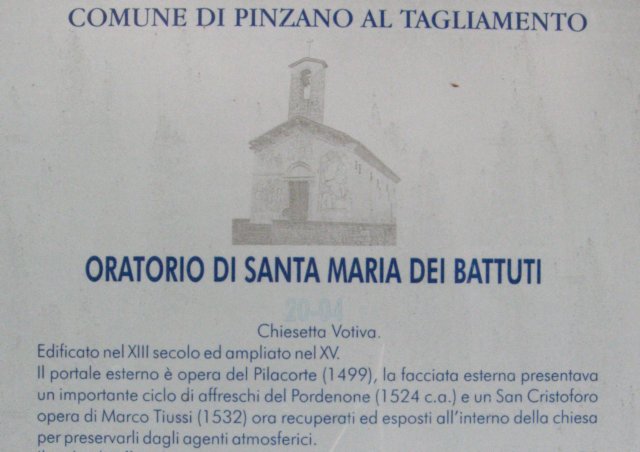 COMUNE DI PINZANO AL TAGLIAMENTO
ORATORIO DI SANTA MARIA DEI BATTUTI
20-04
Chiesetta Votiva.
Edificato nel XIII secolo ed ampliato nel XV.
Il portale esterno è opera del Pilacorte (1499), la facciata esterna presentava
un importante ciclo di affreschi del Pordenone (1524 c.a.) e un San Cristoforo
opera di Marco Tiussi (1532) ora recuperati ed esposti all'interno della chiesa
per preservarli dagli agenti atmosferici.